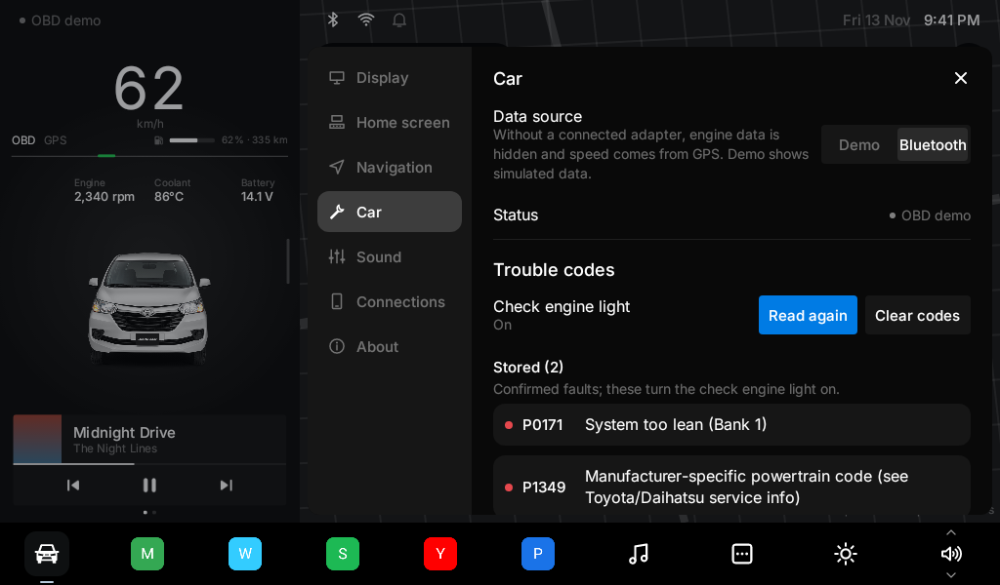 OBD demo
Fri 13 Nov 9:41 PM
62
km/h
OBD GPS 62% · 335 km
Engine Coolant Battery
2,340 rpm 86°C 14.1 V
Midnight Drive
The Night Lines
Display
Home screen
Navigation
Car
Sound
Connections
About
Car
Data source
Without a connected adapter, engine data is
hidden and speed comes from GPS. Demo shows
simulated data.
Demo Bluetooth
Status
OBD demo
Trouble codes
Check engine light
On
Read again Clear codes
Stored (2)
Confirmed faults; these turn the check engine light on.
P0171 System too lean (Bank 1)
P1349 Manufacturer-specific powertrain code (see
Toyota/Daihatsu service info)
M W S Y P